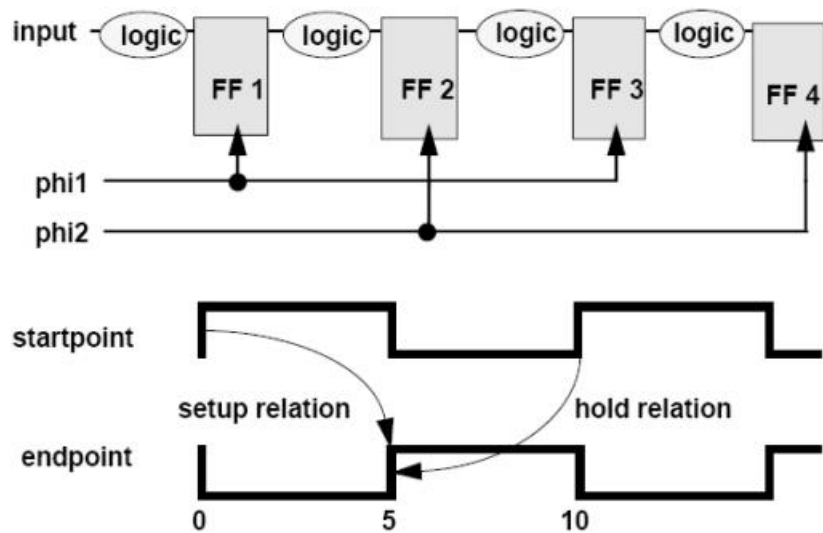 input logic logic logic logic
FF 1 FF 2 FF 3 FF 4
phi1
phi2
startpoint
setup relation hold relation
endpoint
0 5 10